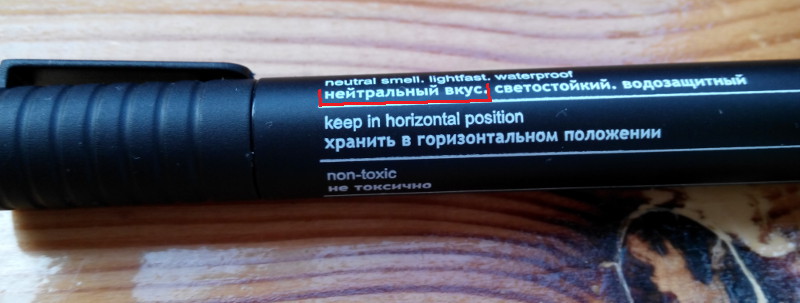 neutral smell. lightfast. waterproof
нейтральный вкус. светостойкий. водозащитный
keep in horizontal position
хранить в горизонтальном положении
non-toxic
не токсично